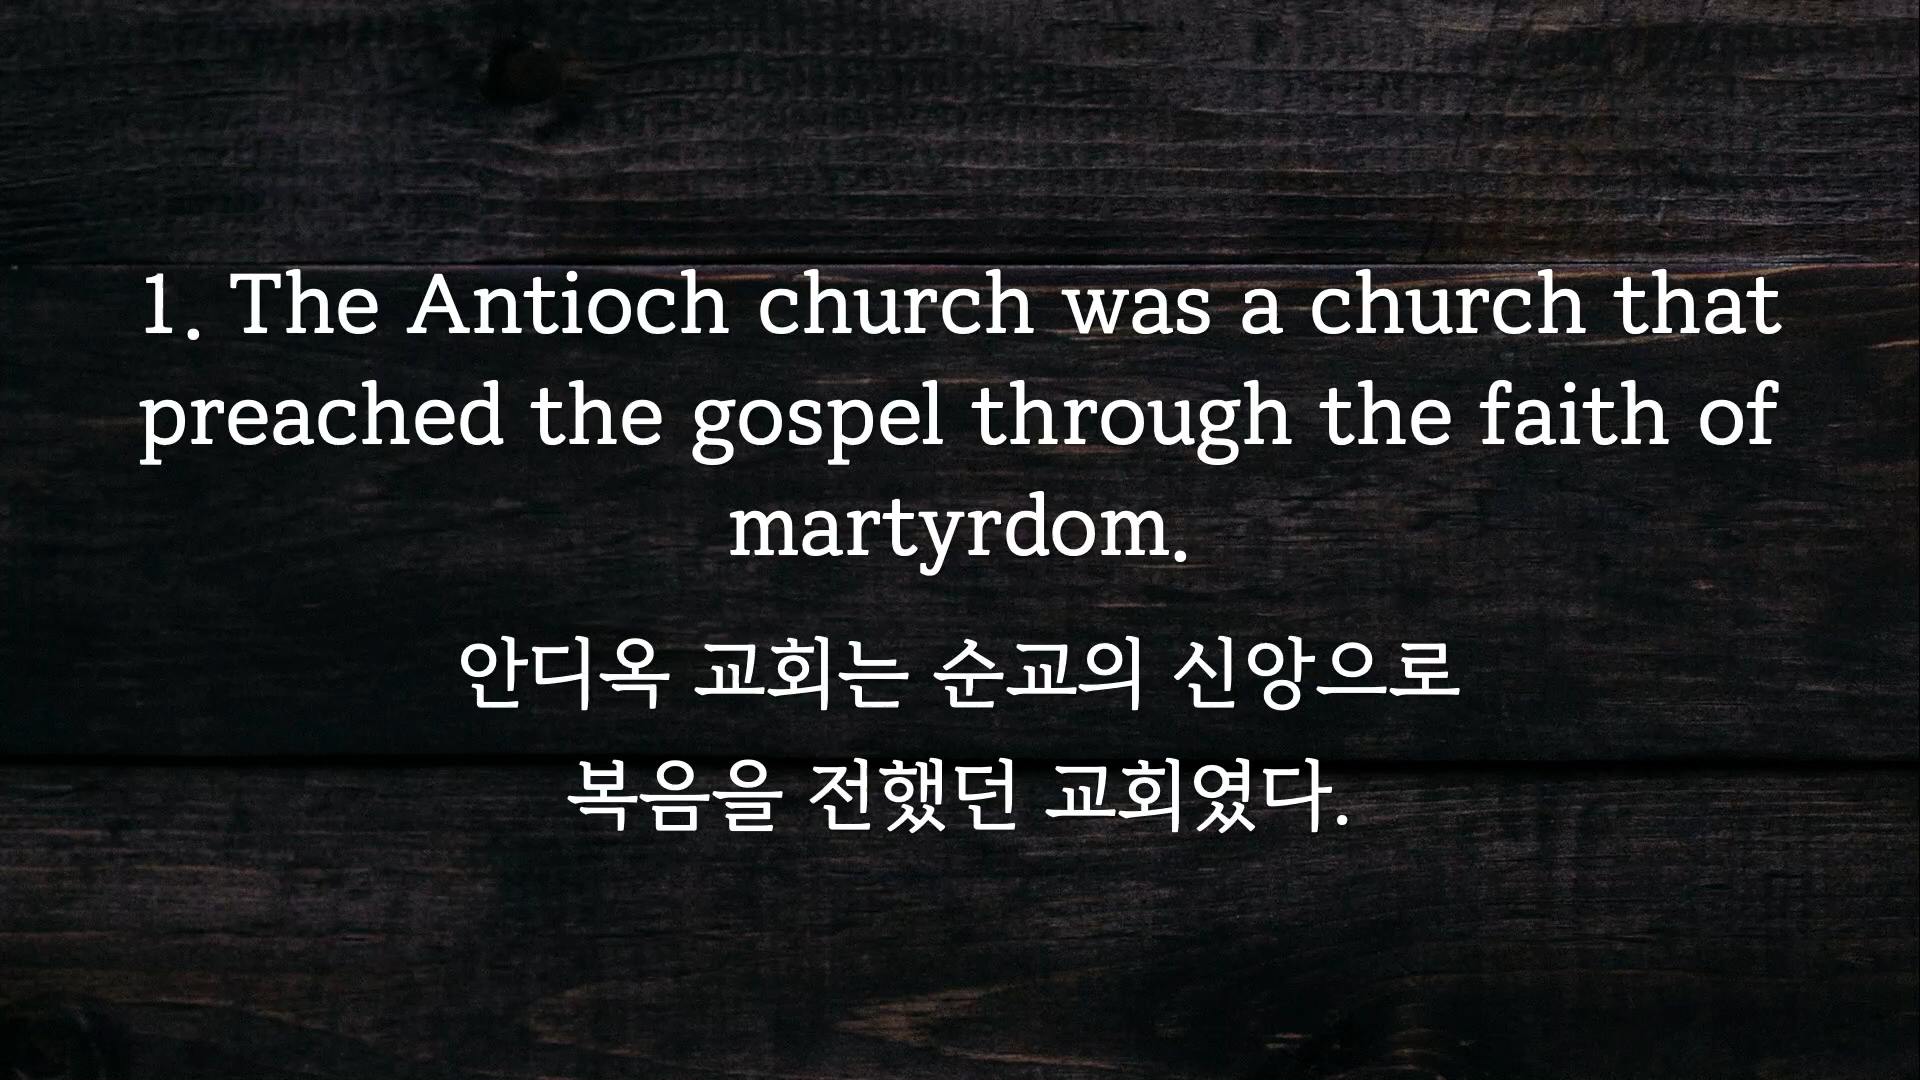 1. The Antioch church was a church that
preached the gospel through the faith of
martyrdom.
안디옥 교회는 순교의 신앙으로
복음을 전했던 교회였다.